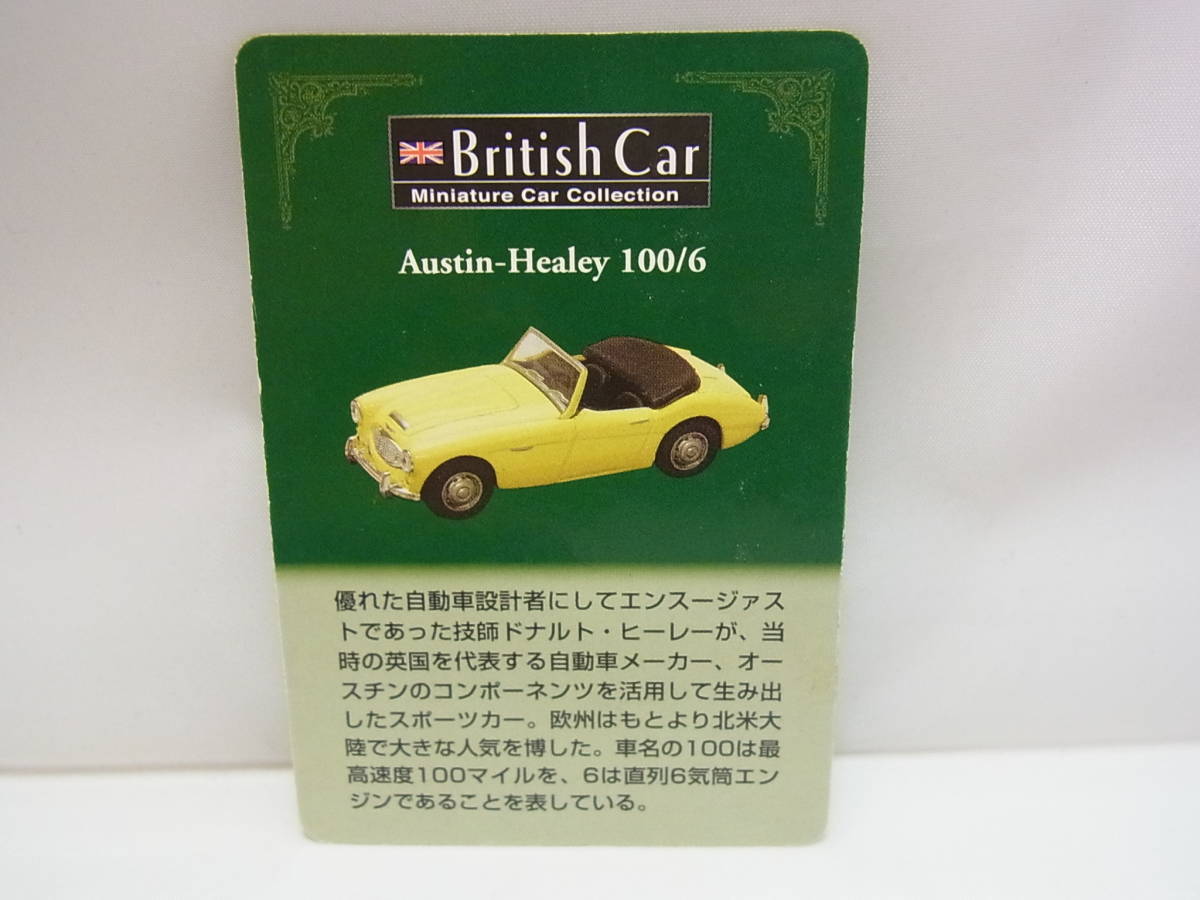 British Car
Miniature Car Collection
Austin-Healey 100/6
優れた自動車設計者にしてエンスージァス
トであった技師ドナルト・ヒーレーが、当
時の英国を代表する自動車メーカー、オー
スチンのコンポーネンツを活用して生み出
したスポーツカー。欧州はもとより北米大
陸で大きな人気を博した。車名の100は最
高速度100マイルを、6は直列6気筒エン
ジンであることを表している。